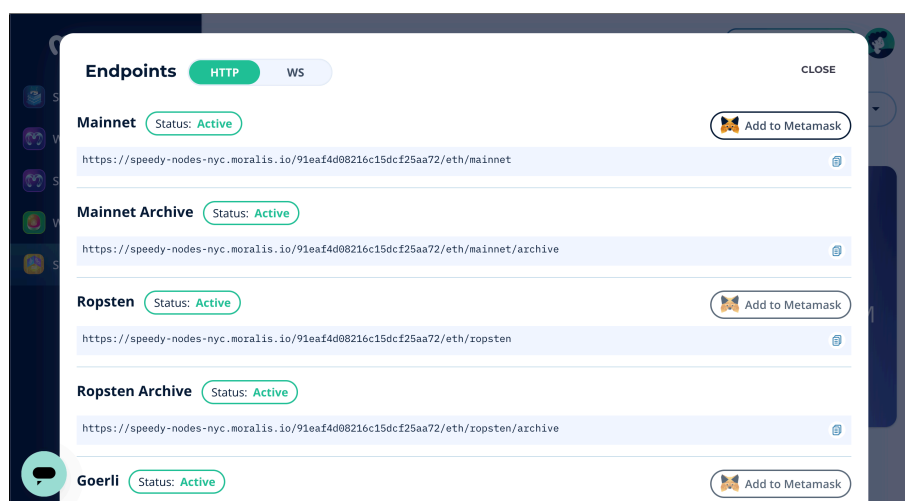 Endpoints HTTP WS CLOSE
Mainnet Status: Active Add to Metamask
https://speedy-nodes-nyc.moralis.io/91eaf4d08216c15dcf25aa72/eth/mainnet
Mainnet Archive Status: Active
https://speedy-nodes-nyc.moralis.io/91eaf4d08216c15dcf25aa72/eth/mainnet/archive
Ropsten Status: Active Add to Metamask
https://speedy-nodes-nyc.moralis.io/91eaf4d08216c15dcf25aa72/eth/ropsten
Ropsten Archive Status: Active
https://speedy-nodes-nyc.moralis.io/91eaf4d08216c15dcf25aa72/eth/ropsten/archive
Goerli Status: Active Add to Metamask